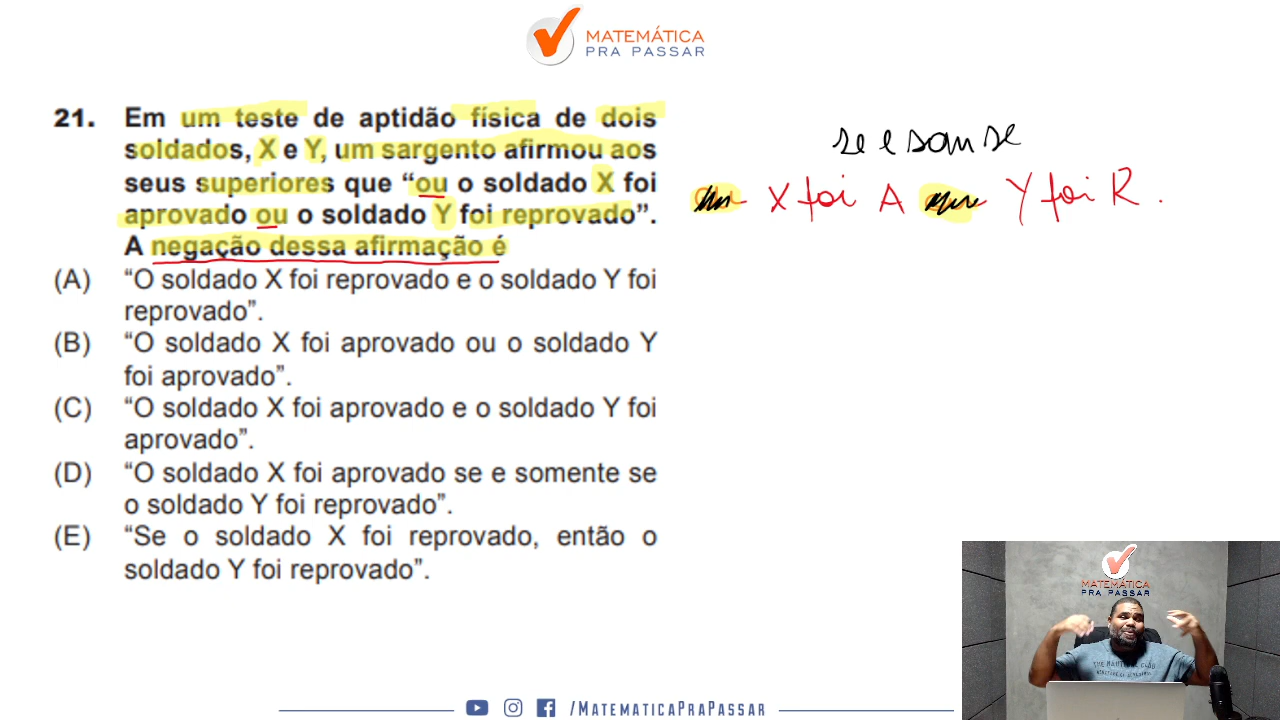 MATEMÁTICA
PRA PASSAR
21. Em um teste de aptidão física de dois
soldados, X e Y, um sargento afirmou aos
seus superiores que “ou o soldado X foi
aprovado ou o soldado Y foi reprovado”.
A negação dessa afirmação é
(A) “O soldado X foi reprovado e o soldado Y foi
reprovado”.
(B) “O soldado X foi aprovado ou o soldado Y
foi aprovado”.
(C) “O soldado X foi aprovado e o soldado Y foi
aprovado”.
(D) “O soldado X foi aprovado se e somente se
o soldado Y foi reprovado”.
(E) “Se o soldado X foi reprovado, então o
soldado Y foi reprovado”.
se e som se
X foi A Y foi R.
MATEMÁTICA
PRA PASSAR
/MATEMATICAPRAPASSAR